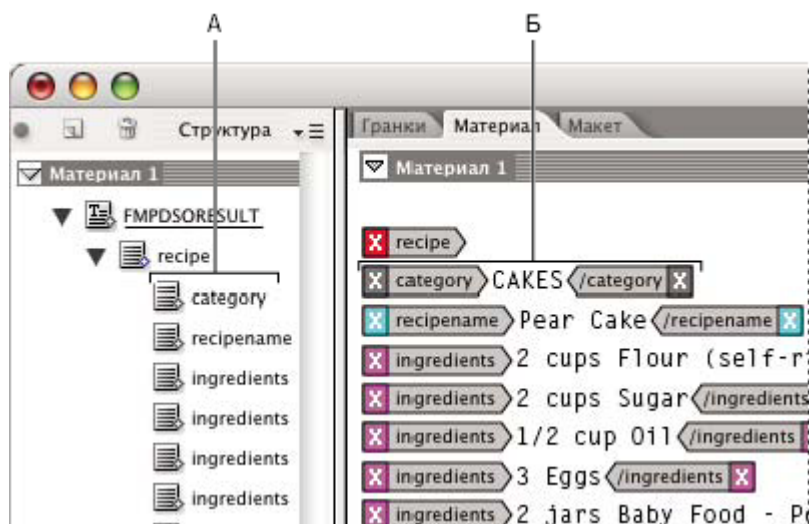 А Б
Структура
Гранки Материал Макет
Материал 1
Материал 1
FMPDSORESULT
recipe
category
recipename
ingredients
ingredients
ingredients
ingredients
recipe
category CAKES /category
recipename Pear Cake /recipename
ingredients 2 cups Flour (self-r
ingredients 2 cups Sugar /ingredients
ingredients 1/2 cup Oil /ingredients
ingredients 3 Eggs /ingredients
ingredients 2 jars Baby Food - P